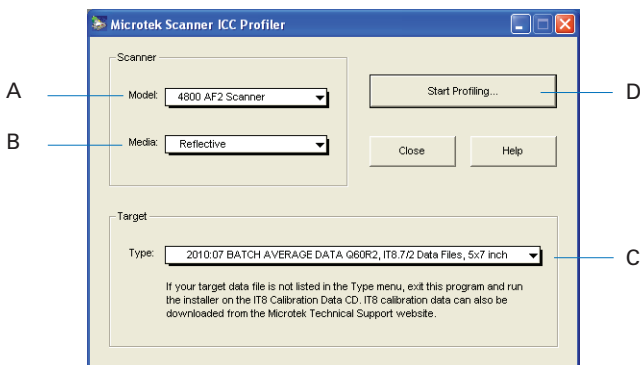 Microtek Scanner ICC Profiler
Scanner
A
Model: 4800 AF2 Scanner
Start Profiling...
D
B
Media: Reflective
Close
Help
Target
Type: 2010:07 BATCH AVERAGE DATA Q60R2, IT8.7/2 Data Files, 5x7 inch
C
If your target data file is not listed in the Type menu, exit this program and run
the installer on the IT8 Calibration Data CD. IT8 calibration data can also be
downloaded from the Microtek Technical Support website.